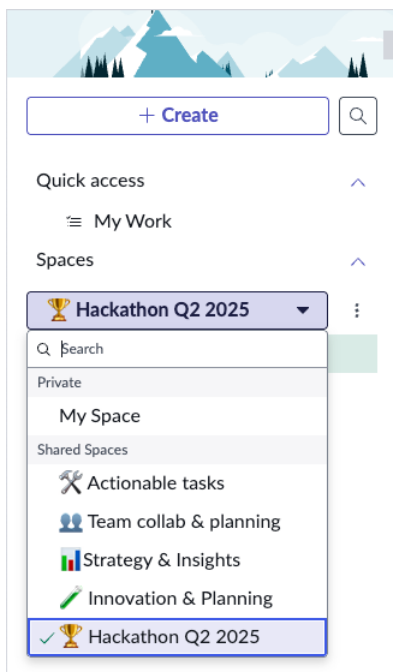 + Create
Quick access
My Work
Spaces
🏆 Hackathon Q2 2025
Search
Private
My Space
Shared Spaces
🛠️ Actionable tasks
👥 Team collab & planning
📊 Strategy & Insights
🧪 Innovation & Planning
✓ 🏆 Hackathon Q2 2025